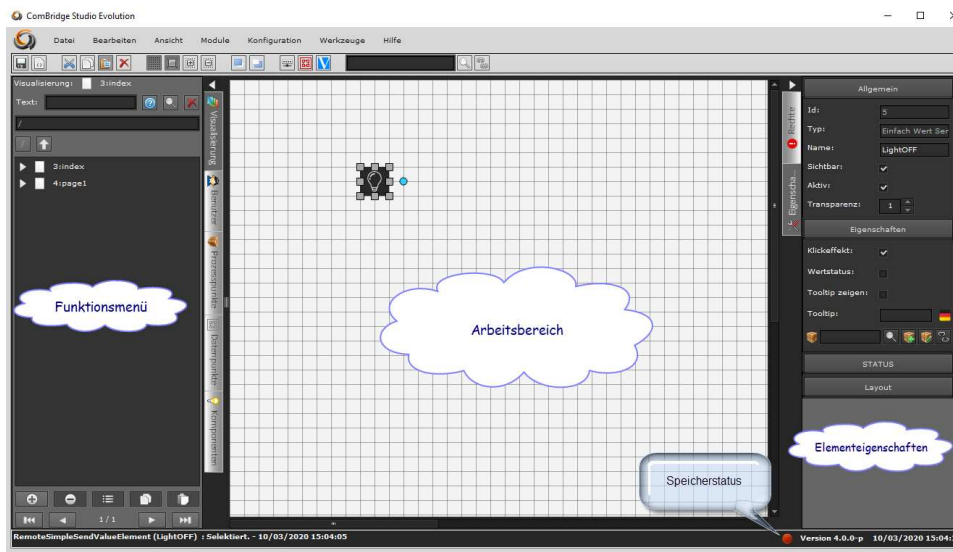 ComBridge Studio Evolution
Datei Bearbeiten Ansicht Module Konfiguration Werkzeuge Hilfe
Visualisierung: 3:index
Text:
/
3:index
4:page1
Funktionsmenü
1/1
Visualisierung
Benutzer
Prozesspunkte
Datenpunkte
Komponenten
Arbeitsbereich
Speicherstatus
Rechte
Eigenscha...
Allgemein
Id: 5
Typ: Einfach Wert Ser
Name: LightOFF
Sichtbar:
Aktiv:
Transparenz: 1
Eigenschaften
Klickeffekt:
Wertstatus:
Tooltip zeigen:
Tooltip:
STATUS
Layout
Elementeigenschaften
RemoteSimpleSendValueElement (LightOFF) : Selektiert. - 10/03/2020 15:04:05
Version 4.0.0-p 10/03/2020 15:04: